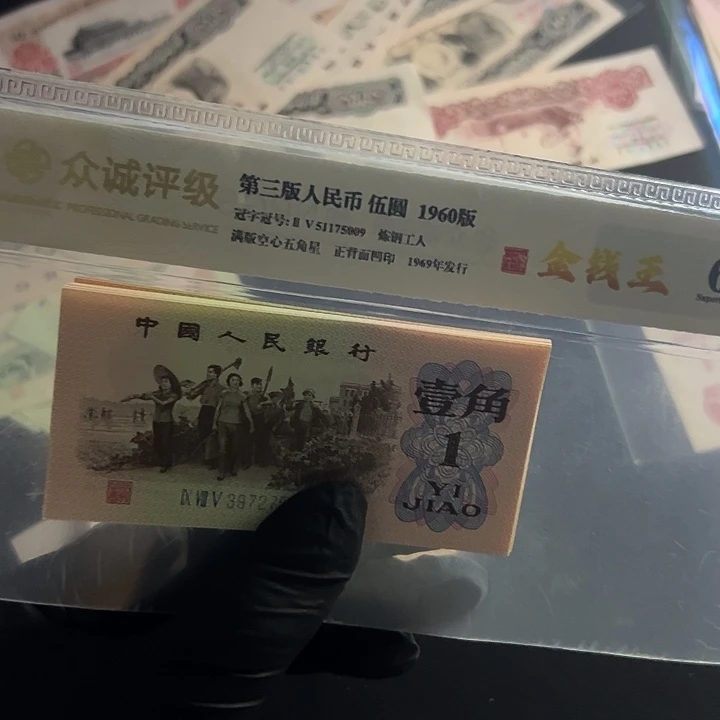 众诚评级
PROFESSIONAL GRADING SERVICE
第三版人民币 伍圆 1960版
冠字冠号: Ⅱ Ⅴ 51175009 炼钢工人
满版空心五角星 正背面凹印 1969年发行
金钱王
中國人民銀行
壹角
1
YI
JIAO
Ⅸ Ⅶ Ⅴ 39727